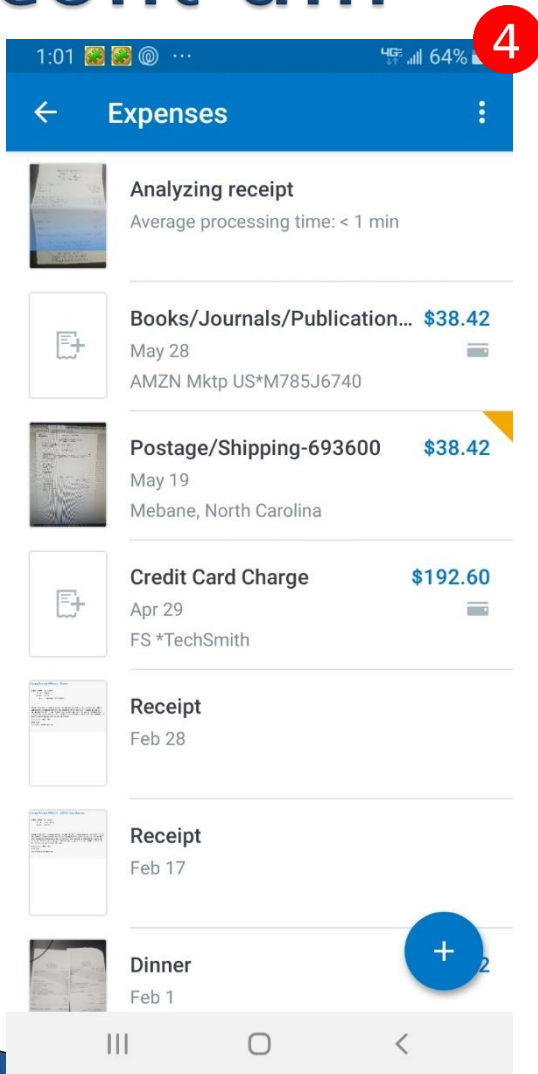 4
1:01 ... 4GE 64%
Expenses
Analyzing receipt
Average processing time: < 1 min
Books/Journals/Publication... $38.42
May 28
AMZN Mktp US*M785J6740
Postage/Shipping-693600 $38.42
May 19
Mebane, North Carolina
Credit Card Charge $192.60
Apr 29
FS *TechSmith
Receipt
Feb 28
Receipt
Feb 17
Dinner
Feb 1